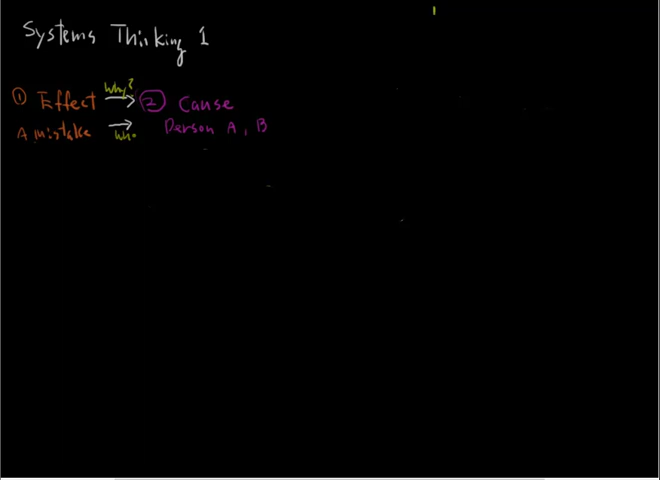 Systems Thinking 1
① Effect Why? → ② Cause
A mistake Who → Person A, B